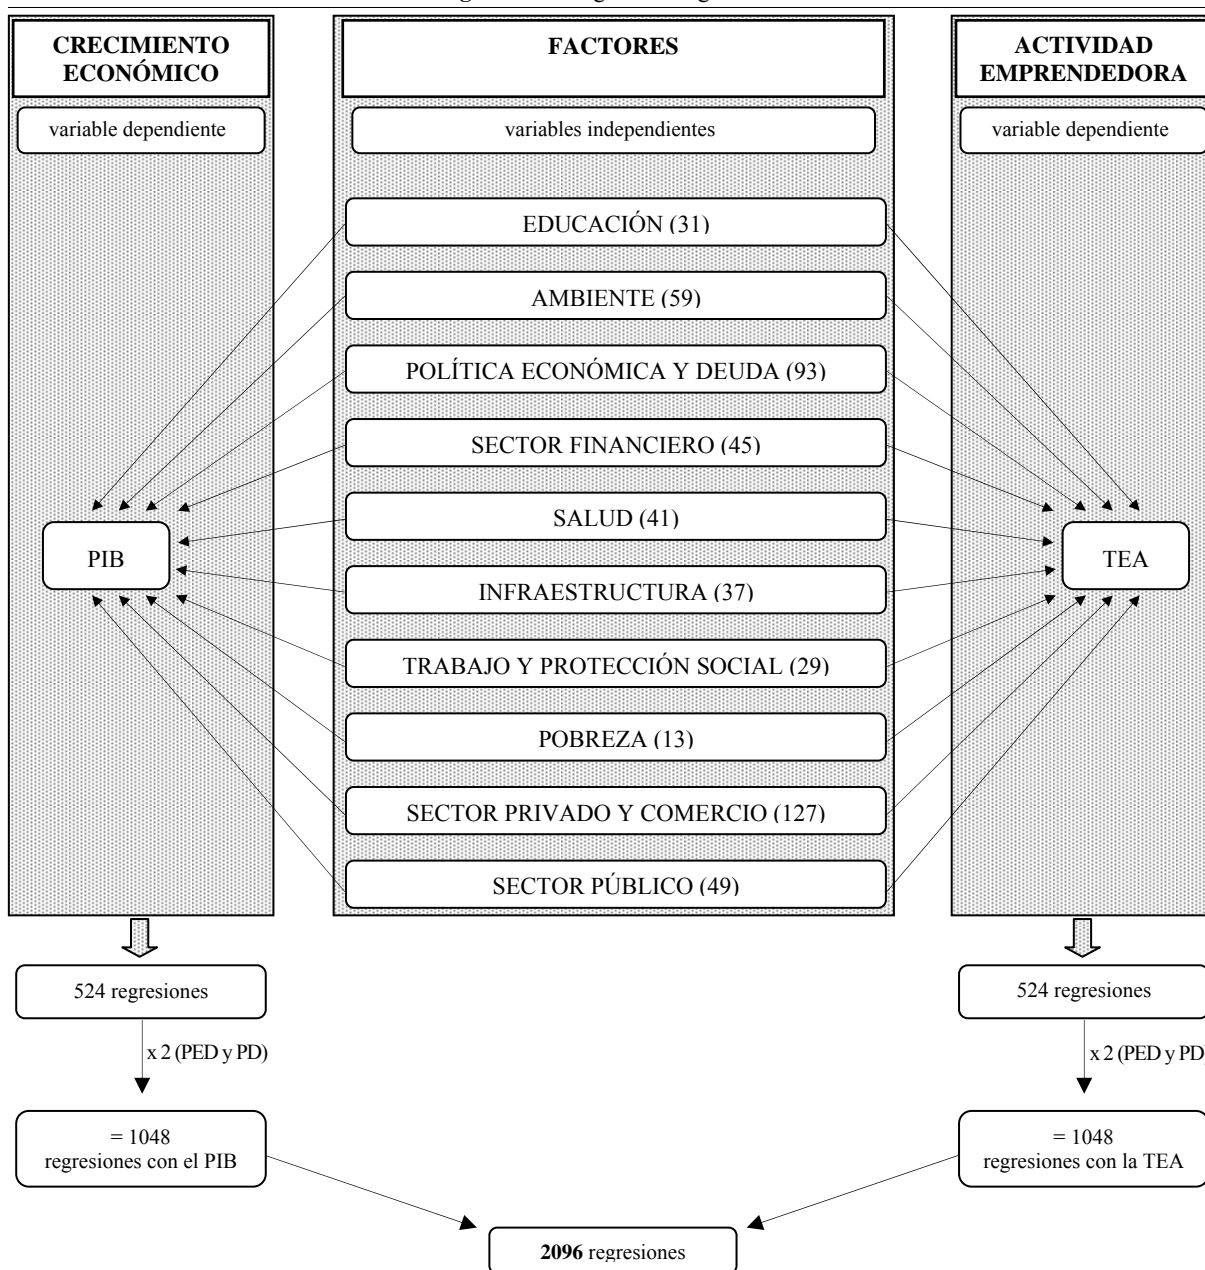 CRECIMIENTO
ECONÓMICO
FACTORES
ACTIVIDAD
EMPRENDEDORA
variable dependiente
variables independientes
variable dependiente
EDUCACIÓN (31)
AMBIENTE (59)
POLÍTICA ECONÓMICA Y DEUDA (93)
SECTOR FINANCIERO (45)
SALUD (41)
PIB
TEA
INFRAESTRUCTURA (37)
TRABAJO Y PROTECCIÓN SOCIAL (29)
POBREZA (13)
SECTOR PRIVADO Y COMERCIO (127)
SECTOR PÚBLICO (49)
524 regresiones
524 regresiones
x 2 (PED y PD)
x 2 (PED y PD)
= 1048
regresiones con el PIB
= 1048
regresiones con la TEA
2096 regresiones